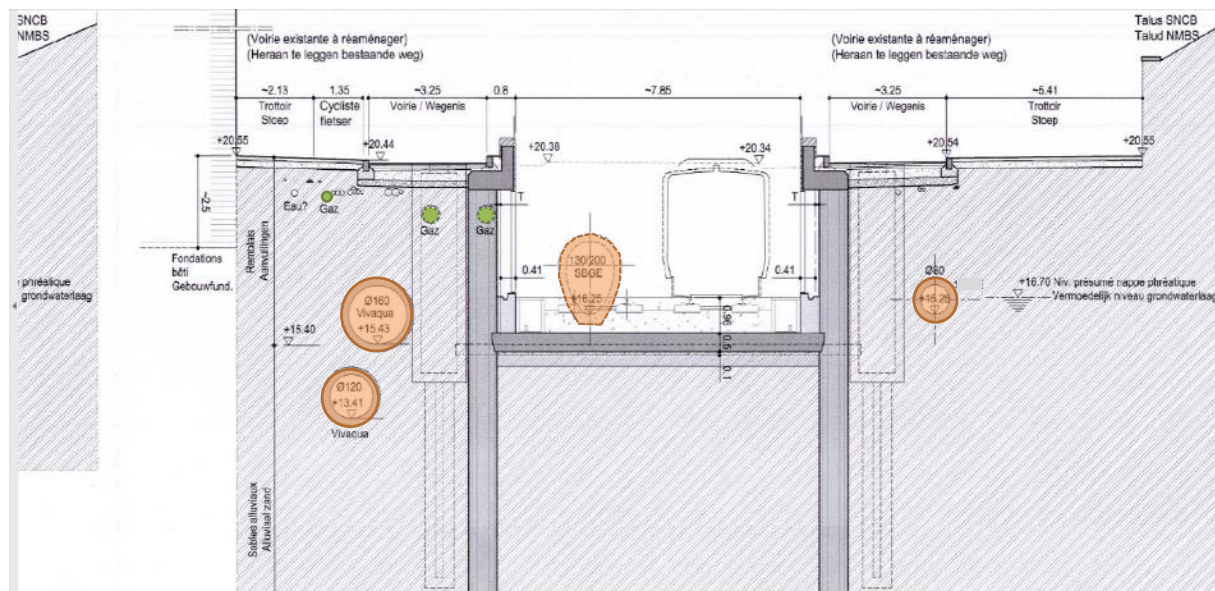 SNCB
NMBS
(Voirie existante à réaménager)
(Heraan te leggen bestaande weg)
(Voirie existante à réaménager)
(Heraan te leggen bestaande weg)
Talus SNCB
Talud NMBS
~2.13
1.35
~3.25
0.8
~7.85
~3.25
~5.41
Trottoir
Stoep
Cycliste
fietser
Voirie / Wegenis
Voirie / Wegenis
Trottoir
Stoep
+20.55
+20.44
+20.38
+20.34
+20.54
+20.55
~2.5
Eau?
Gaz
Gaz
Gaz
T
T
Remblais
Aanvullingen
Fondations
bâti
Gebouwfund.
phréatique
grondwaterlaag
130/200
SBGE
+16.25
0.41
0.41
Ø160
Vivaqua
+15.43
Ø80
+16.26
+16.70 Niv. présumé nappe phréatique
Vermoedelijk niveau grondwaterlaag
+15.40
0.96
0.5
0.1
Ø120
+13.41
Vivaqua
Sables alluviaux
Alluviaal zand